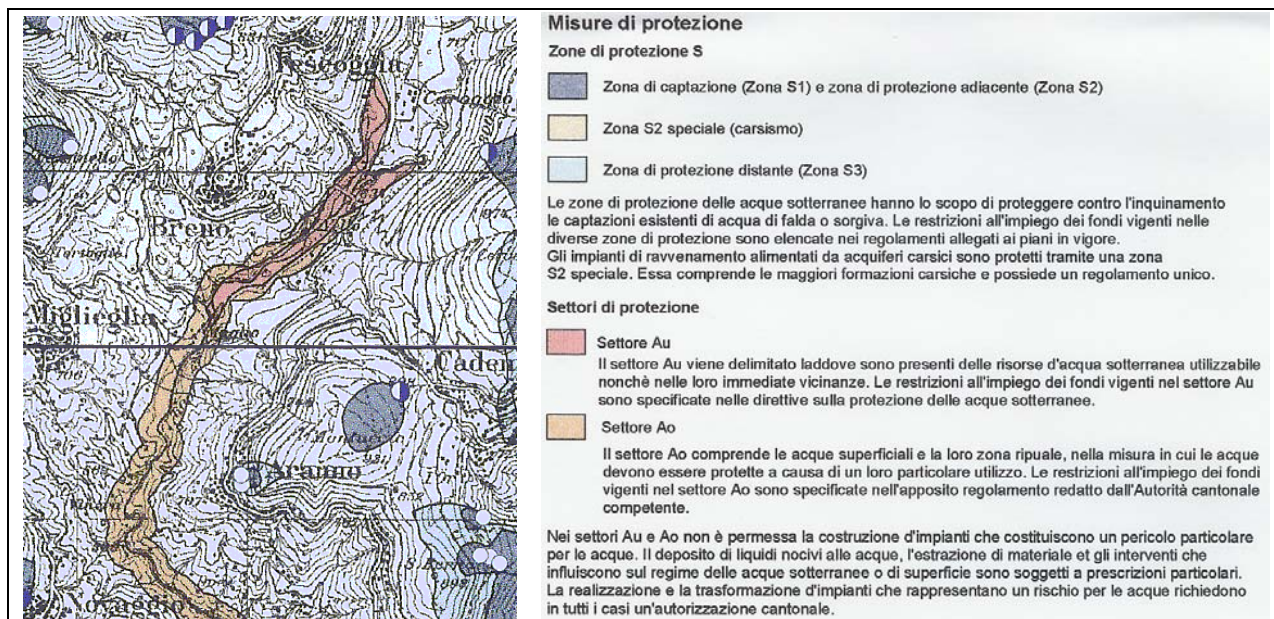 Fescoggia
Breno
Miglieglia
Caden
Aranno
Novaggio
Misure di protezione
Zone di protezione S
Zona di captazione (Zona S1) e zona di protezione adiacente (Zona S2)
Zona S2 speciale (carsismo)
Zona di protezione distante (Zona S3)
Le zone di protezione delle acque sotterranee hanno lo scopo di proteggere contro l'inquinamento
le captazioni esistenti di acqua di falda o sorgiva. Le restrizioni all'impiego dei fondi vigenti nelle
diverse zone di protezione sono elencate nei regolamenti allegati ai piani in vigore.
Gli impianti di ravvenamento alimentati da acquiferi carsici sono protetti tramite una zona
S2 speciale. Essa comprende le maggiori formazioni carsiche e possiede un regolamento unico.
Settori di protezione
Settore Au
Il settore Au viene delimitato laddove sono presenti delle risorse d'acqua sotterranea utilizzabile
nonchè nelle loro immediate vicinanze. Le restrizioni all'impiego dei fondi vigenti nel settore Au
sono specificate nelle direttive sulla protezione delle acque sotterranee.
Settore Ao
Il settore Ao comprende le acque superficiali e la loro zona ripuale, nella misura in cui le acque
devono essere protette a causa di un loro particolare utilizzo. Le restrizioni all'impiego dei fondi
vigenti nel settore Ao sono specificate nell'apposito regolamento redatto dall'Autorità cantonale
competente.
Nei settori Au e Ao non è permessa la costruzione d'impianti che costituiscono un pericolo particolare
per le acque. Il deposito di liquidi nocivi alle acque, l'estrazione di materiale et gli interventi che
influiscono sul regime delle acque sotterranee o di superficie sono soggetti a prescrizioni particolari.
La realizzazione e la trasformazione d'impianti che rappresentano un rischio per le acque richiedono
in tutti i casi un'autorizzazione cantonale.